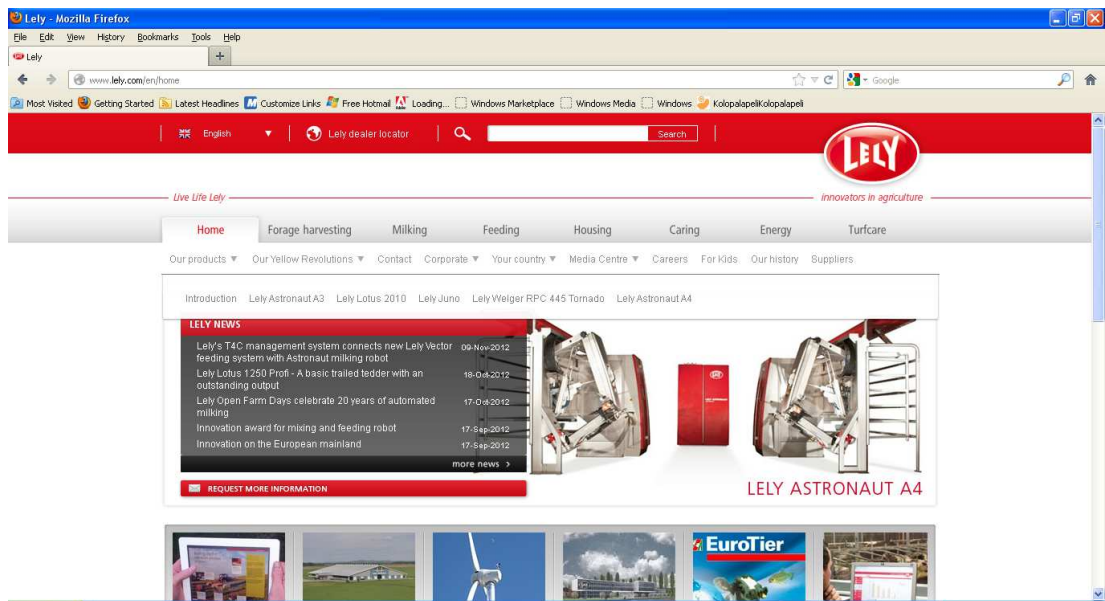 Lely - Mozilla Firefox
File Edit View History Bookmarks Tools Help
Lely
www.lely.com/en/home
Google
Most Visited Getting Started Latest Headlines Customize Links Free Hotmail Loading... Windows Marketplace Windows Media Windows KolopalapeliKolopalapeli
English Lely dealer locator Search
LELY
Live Life Lely innovators in agriculture
Home Forage harvesting Milking Feeding Housing Caring Energy Turfcare
Our products Our Yellow Revolutions Contact Corporate Your country Media Centre Careers For Kids Our history Suppliers
Introduction Lely Astronaut A3 Lely Lotus 2010 Lely Juno Lely Welger RPC 445 Tornado Lely Astronaut A4
LELY NEWS
Lely's T4C management system connects new Lely Vector 09-Nov-2012
feeding system with Astronaut milking robot
Lely Lotus 1250 Profi - A basic trailed tedder with an 18-Oct-2012
outstanding output
Lely Open Farm Days celebrate 20 years of automated 17-Oct-2012
milking
Innovation award for mixing and feeding robot 17-Sep-2012
Innovation on the European mainland 17-Sep-2012
more news >
REQUEST MORE INFORMATION
LELY ASTRONAUT A4
EuroTier